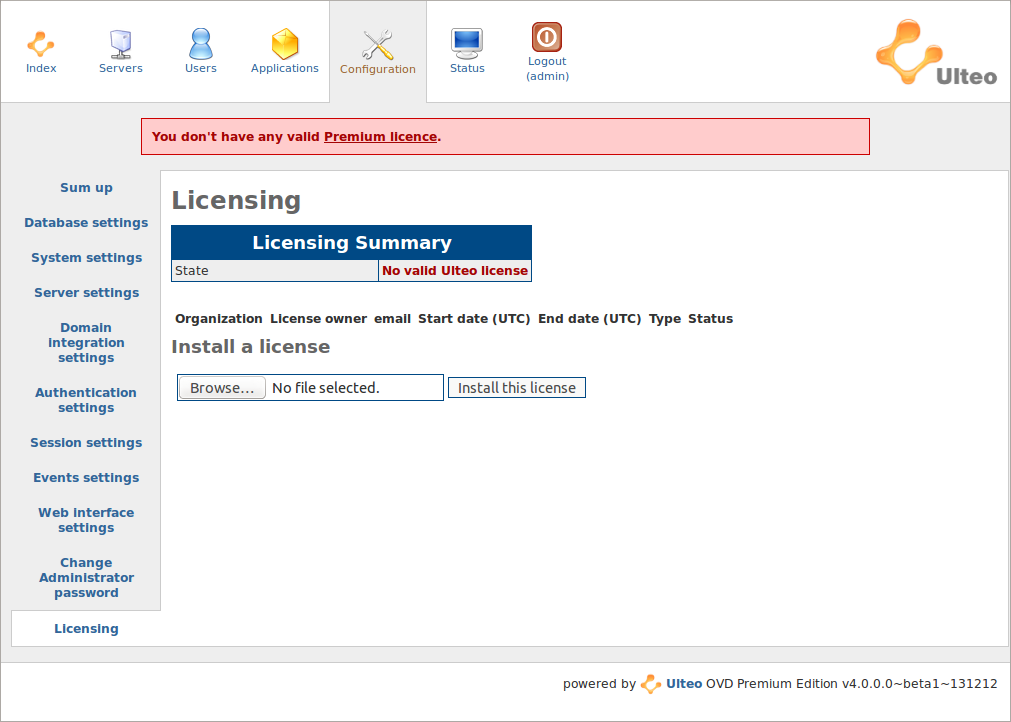 Index
Servers
Users
Applications
Configuration
Status
Logout
(admin)
Ulteo
You don't have any valid Premium licence.
Sum up
Database settings
System settings
Server settings
Domain
integration
settings
Authentication
settings
Session settings
Events settings
Web interface
settings
Change
Administrator
password
Licensing
Licensing
Licensing Summary
State No valid Ulteo license
Organization License owner email Start date (UTC) End date (UTC) Type Status
Install a license
Browse... No file selected. Install this license
powered by Ulteo OVD Premium Edition v4.0.0.0~beta1~131212